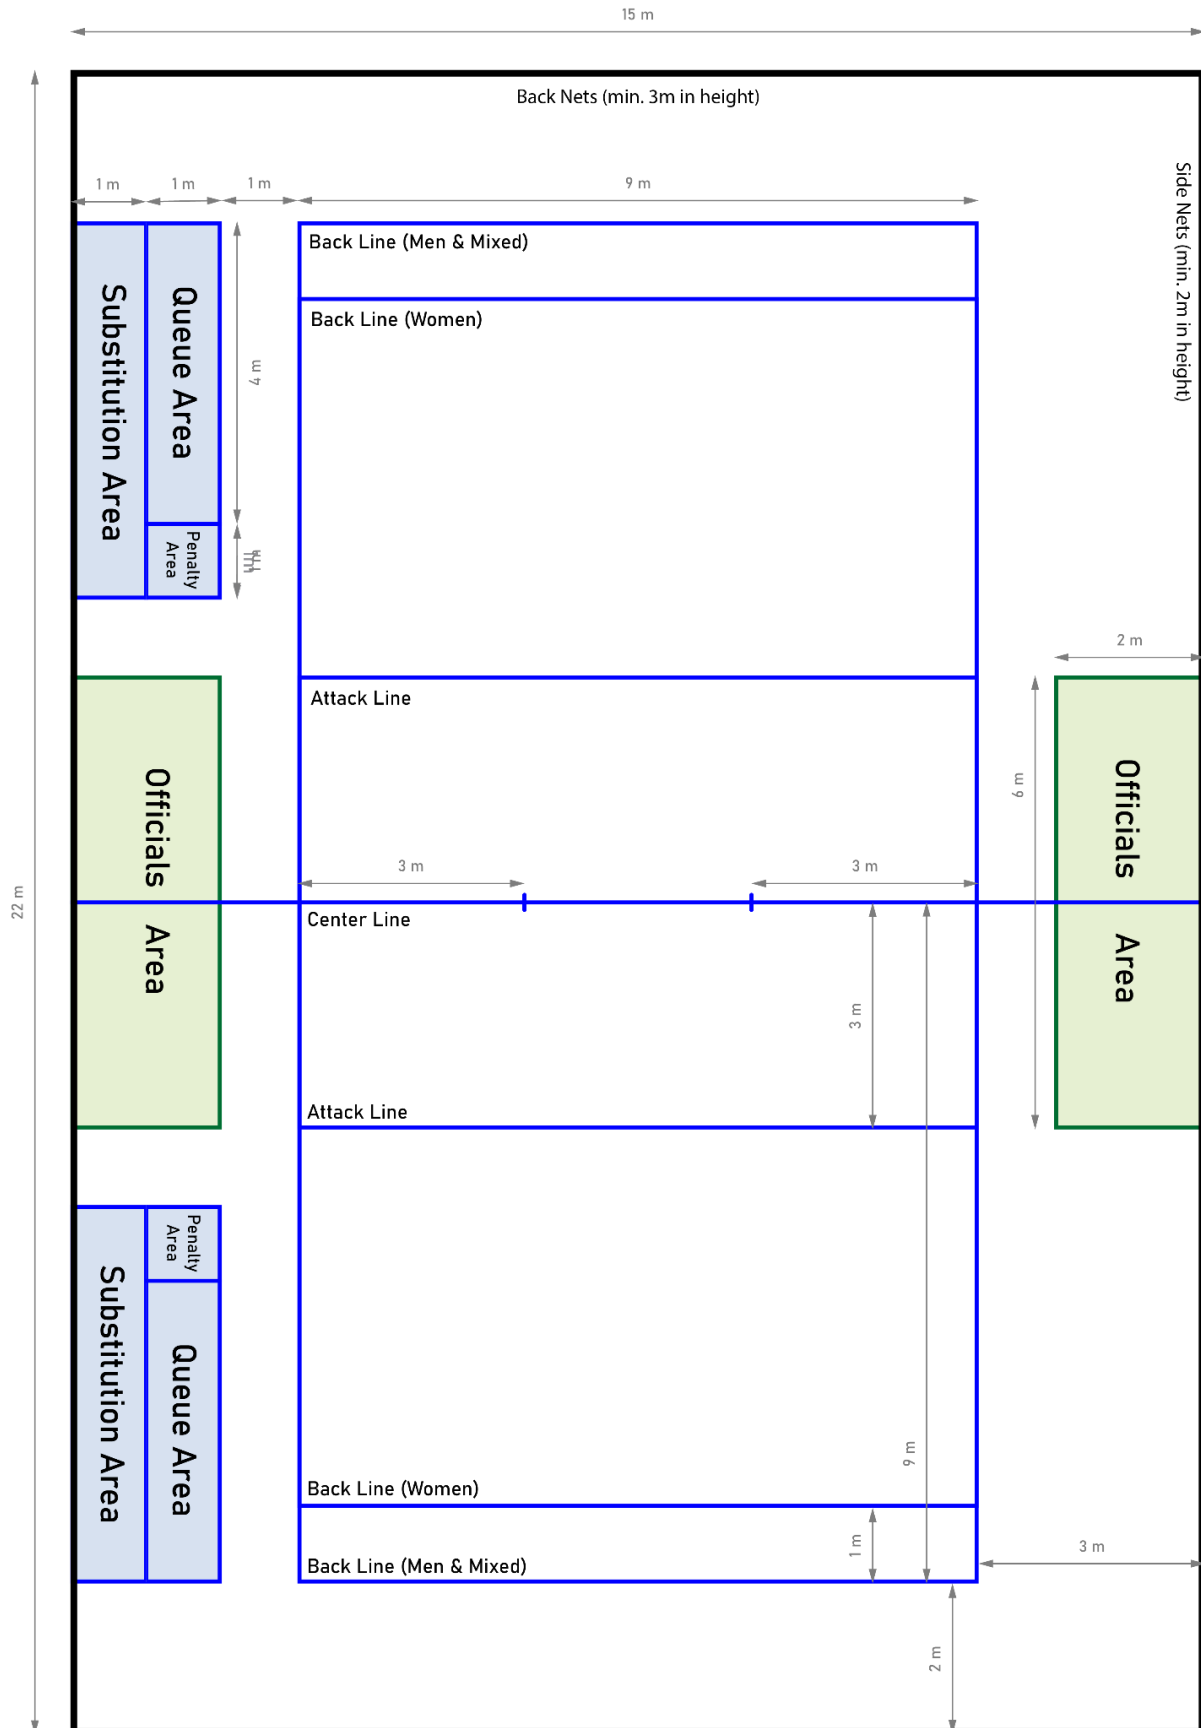 15 m
Back Nets (min. 3m in height)
Side Nets (min. 2m in height)
1 m
1 m
1 m
9 m
Back Line (Men & Mixed)
Back Line (Women)
Substitution Area
Queue Area
4 m
Penalty
Area
1m
2 m
Attack Line
Officials Area
6 m
Officials Area
3 m
3 m
22 m
Center Line
3 m
Attack Line
Penalty
Area
Substitution Area
Queue Area
9 m
Back Line (Women)
1 m
3 m
Back Line (Men & Mixed)
2 m